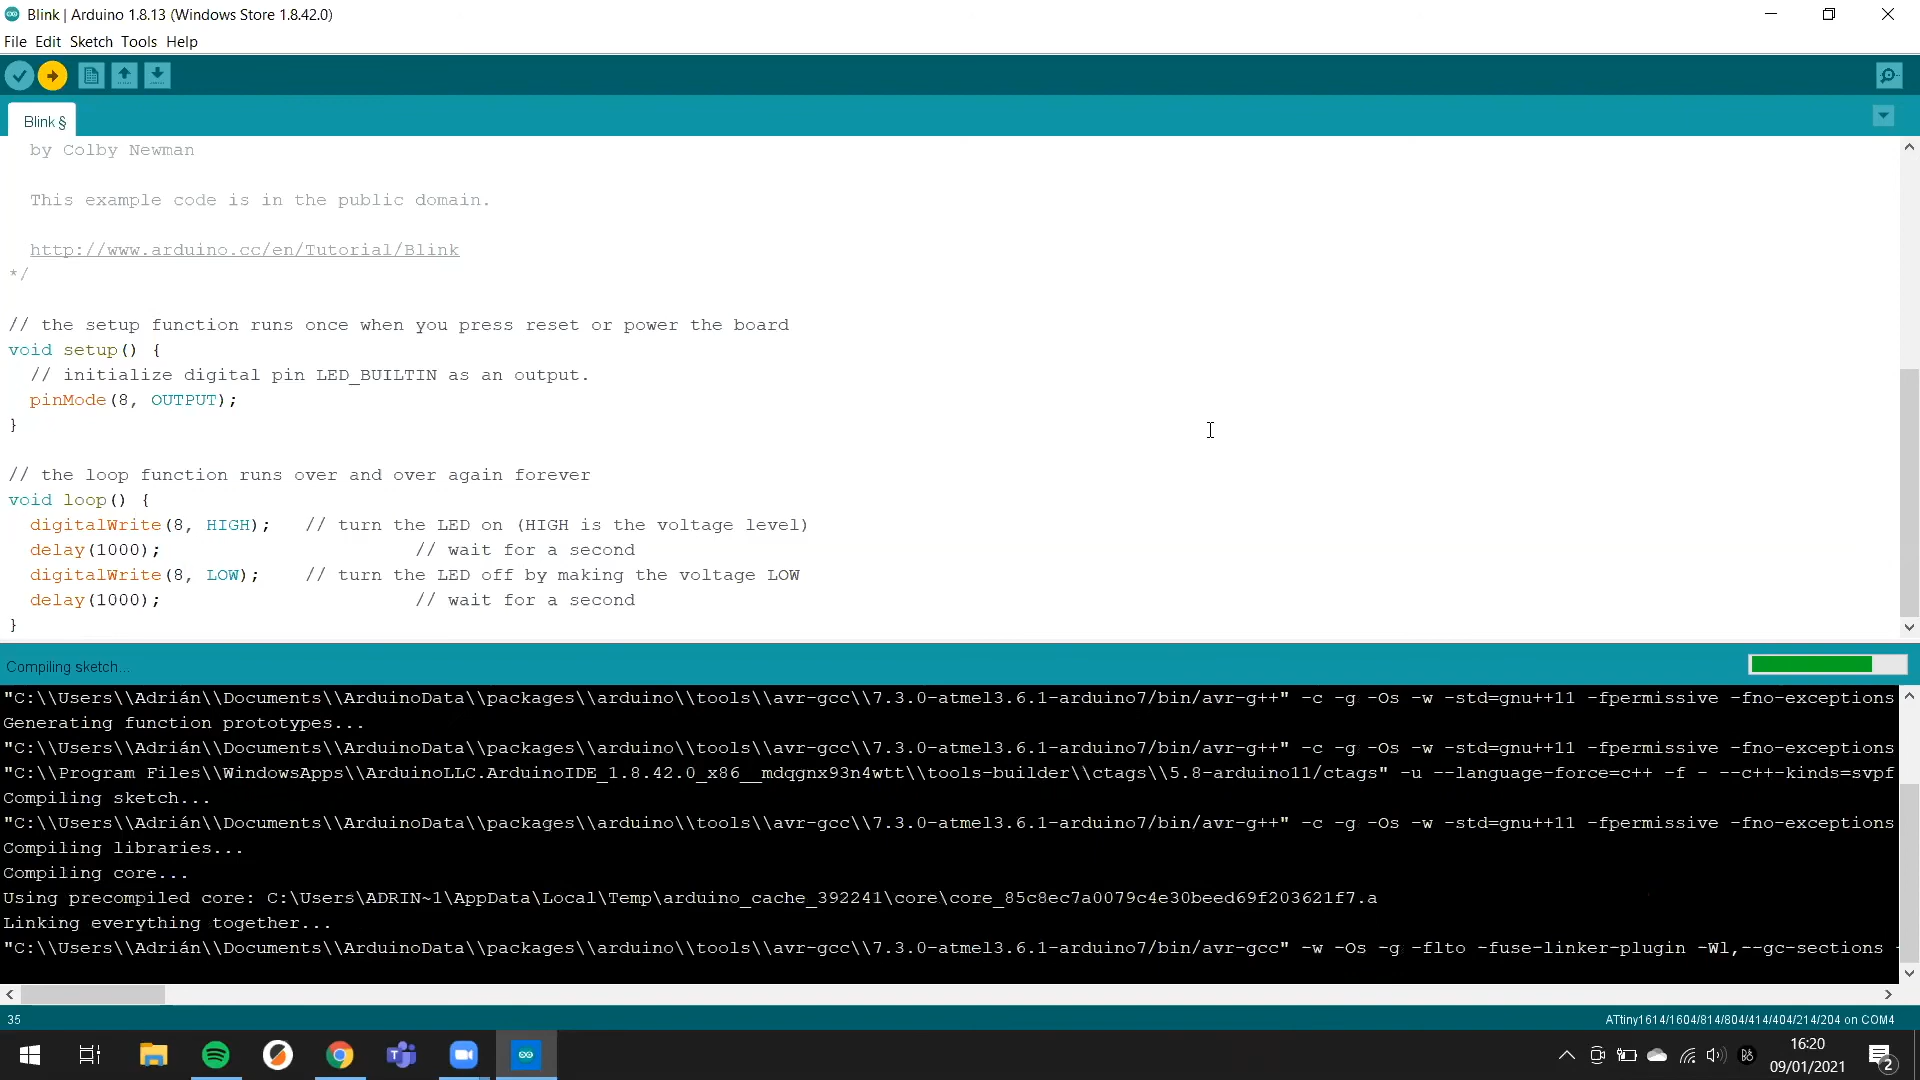 Blink | Arduino 1.8.13 (Windows Store 1.8.42.0)
File Edit Sketch Tools Help
Blink §
by Colby Newman
This example code is in the public domain.
http://www.arduino.cc/en/Tutorial/Blink
*/
// the setup function runs once when you press reset or power the board
void setup() {
// initialize digital pin LED_BUILTIN as an output.
pinMode(8, OUTPUT);
}
// the loop function runs over and over again forever
void loop() {
digitalWrite(8, HIGH);   // turn the LED on (HIGH is the voltage level)
delay(1000);                       // wait for a second
digitalWrite(8, LOW);    // turn the LED off by making the voltage LOW
delay(1000);                       // wait for a second
}
Compiling sketch...
"C:\\Users\\Adrián\\Documents\\ArduinoData\\packages\\arduino\\tools\\avr-gcc\\7.3.0-atmel3.6.1-arduino7/bin/avr-g++" -c -g -Os -w -std=gnu++11 -fpermissive -fno-exceptions
Generating function prototypes...
"C:\\Users\\Adrián\\Documents\\ArduinoData\\packages\\arduino\\tools\\avr-gcc\\7.3.0-atmel3.6.1-arduino7/bin/avr-g++" -c -g -Os -w -std=gnu++11 -fpermissive -fno-exceptions
"C:\\Program Files\\WindowsApps\\ArduinoLLC.ArduinoIDE_1.8.42.0_x86__mdqgnx93n4wtt\\tools-builder\\ctags\\5.8-arduino11/ctags" -u --language-force=c++ -f - --c++-kinds=svpf
Compiling sketch...
"C:\\Users\\Adrián\\Documents\\ArduinoData\\packages\\arduino\\tools\\avr-gcc\\7.3.0-atmel3.6.1-arduino7/bin/avr-g++" -c -g -Os -w -std=gnu++11 -fpermissive -fno-exceptions
Compiling libraries...
Compiling core...
Using precompiled core: C:\Users\ADRIN~1\AppData\Local\Temp\arduino_cache_392241\core\core_85c8ec7a0079c4e30beed69f203621f7.a
Linking everything together...
"C:\\Users\\Adrián\\Documents\\ArduinoData\\packages\\arduino\\tools\\avr-gcc\\7.3.0-atmel3.6.1-arduino7/bin/avr-gcc" -w -Os -g -flto -fuse-linker-plugin -Wl,--gc-sections -
35
ATtiny1614/1604/814/804/414/404/214/204 on COM4
16:20
09/01/2021
2